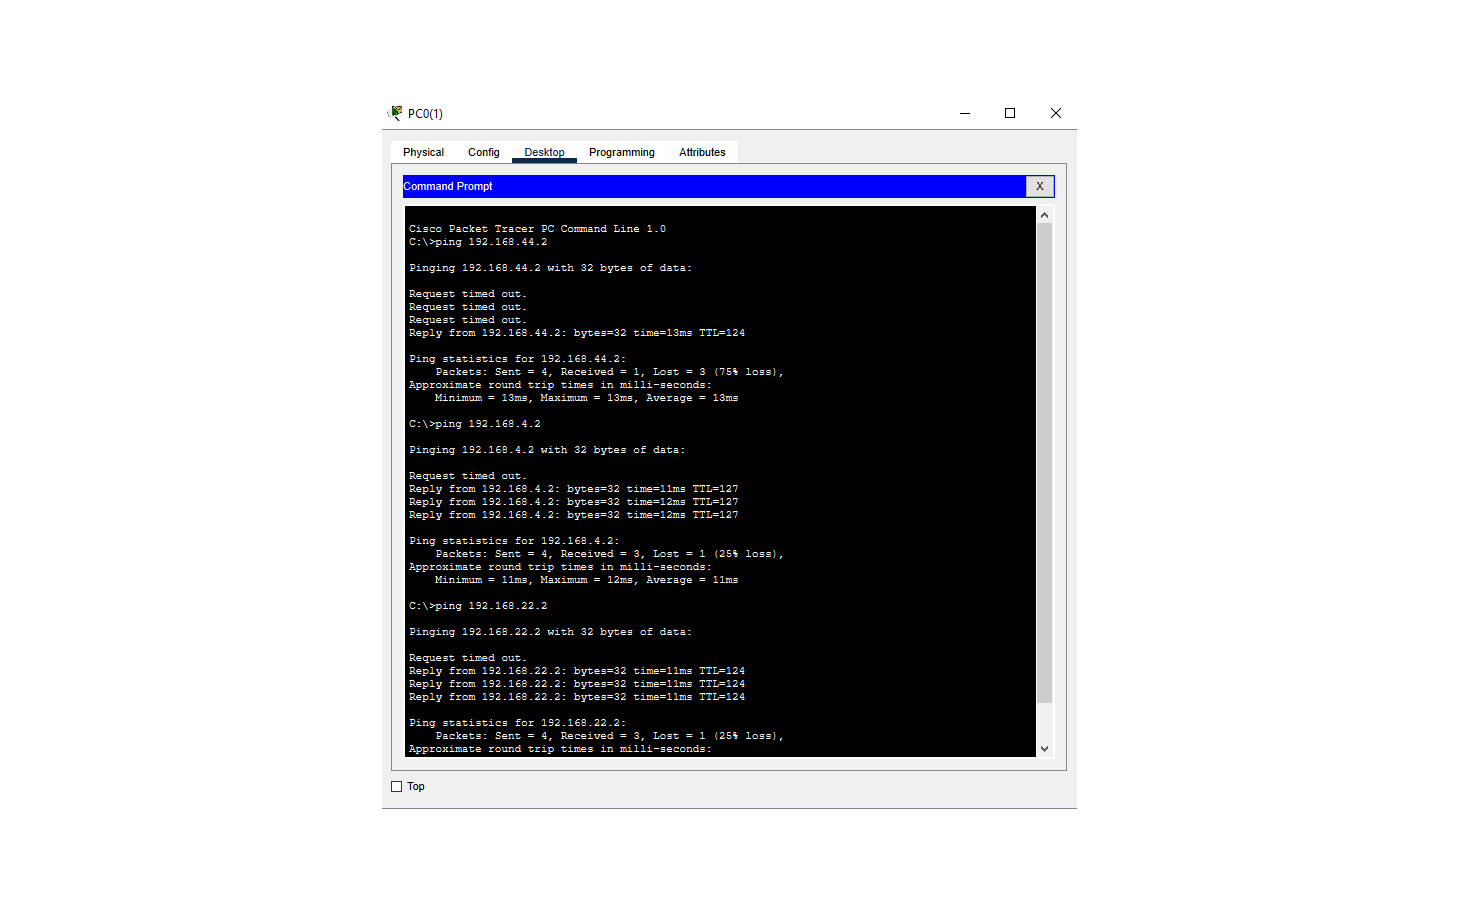 PC0(1)
Physical Config Desktop Programming Attributes
Command Prompt X
Cisco Packet Tracer PC Command Line 1.0
C:\>ping 192.168.44.2
Pinging 192.168.44.2 with 32 bytes of data:
Request timed out.
Request timed out.
Request timed out.
Reply from 192.168.44.2: bytes=32 time=13ms TTL=124
Ping statistics for 192.168.44.2:
Packets: Sent = 4, Received = 1, Lost = 3 (75% loss),
Approximate round trip times in milli-seconds:
Minimum = 13ms, Maximum = 13ms, Average = 13ms
C:\>ping 192.168.4.2
Pinging 192.168.4.2 with 32 bytes of data:
Request timed out.
Reply from 192.168.4.2: bytes=32 time=11ms TTL=127
Reply from 192.168.4.2: bytes=32 time=12ms TTL=127
Reply from 192.168.4.2: bytes=32 time=12ms TTL=127
Ping statistics for 192.168.4.2:
Packets: Sent = 4, Received = 3, Lost = 1 (25% loss),
Approximate round trip times in milli-seconds:
Minimum = 11ms, Maximum = 12ms, Average = 11ms
C:\>ping 192.168.22.2
Pinging 192.168.22.2 with 32 bytes of data:
Request timed out.
Reply from 192.168.22.2: bytes=32 time=11ms TTL=124
Reply from 192.168.22.2: bytes=32 time=11ms TTL=124
Reply from 192.168.22.2: bytes=32 time=11ms TTL=124
Ping statistics for 192.168.22.2:
Packets: Sent = 4, Received = 3, Lost = 1 (25% loss),
Approximate round trip times in milli-seconds:
Top